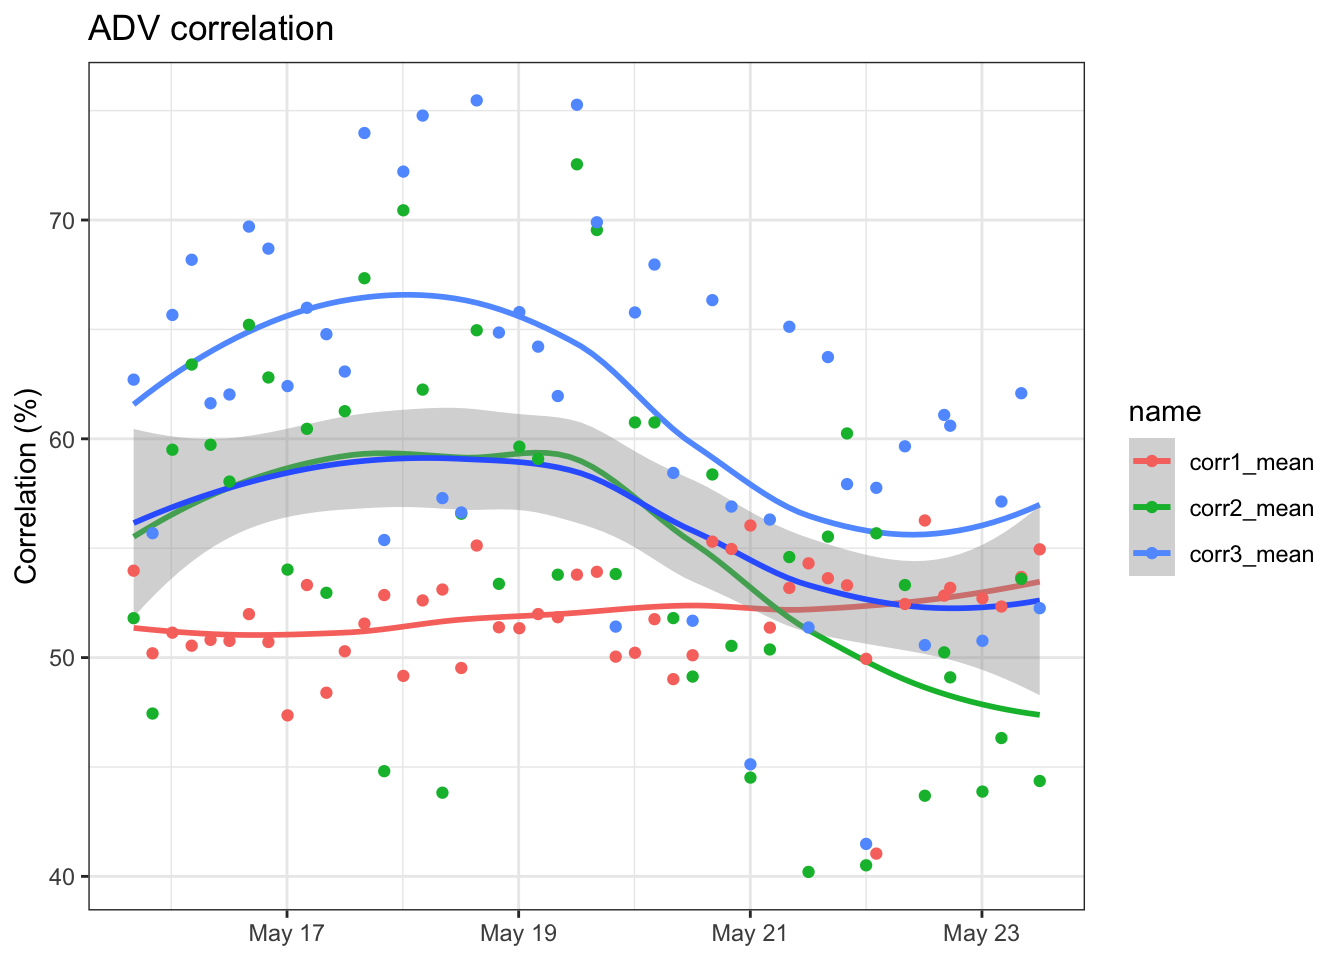 ADV correlation
Correlation (%)
70
60
50
40
May 17
May 19
May 21
May 23
name
corr1_mean
corr2_mean
corr3_mean